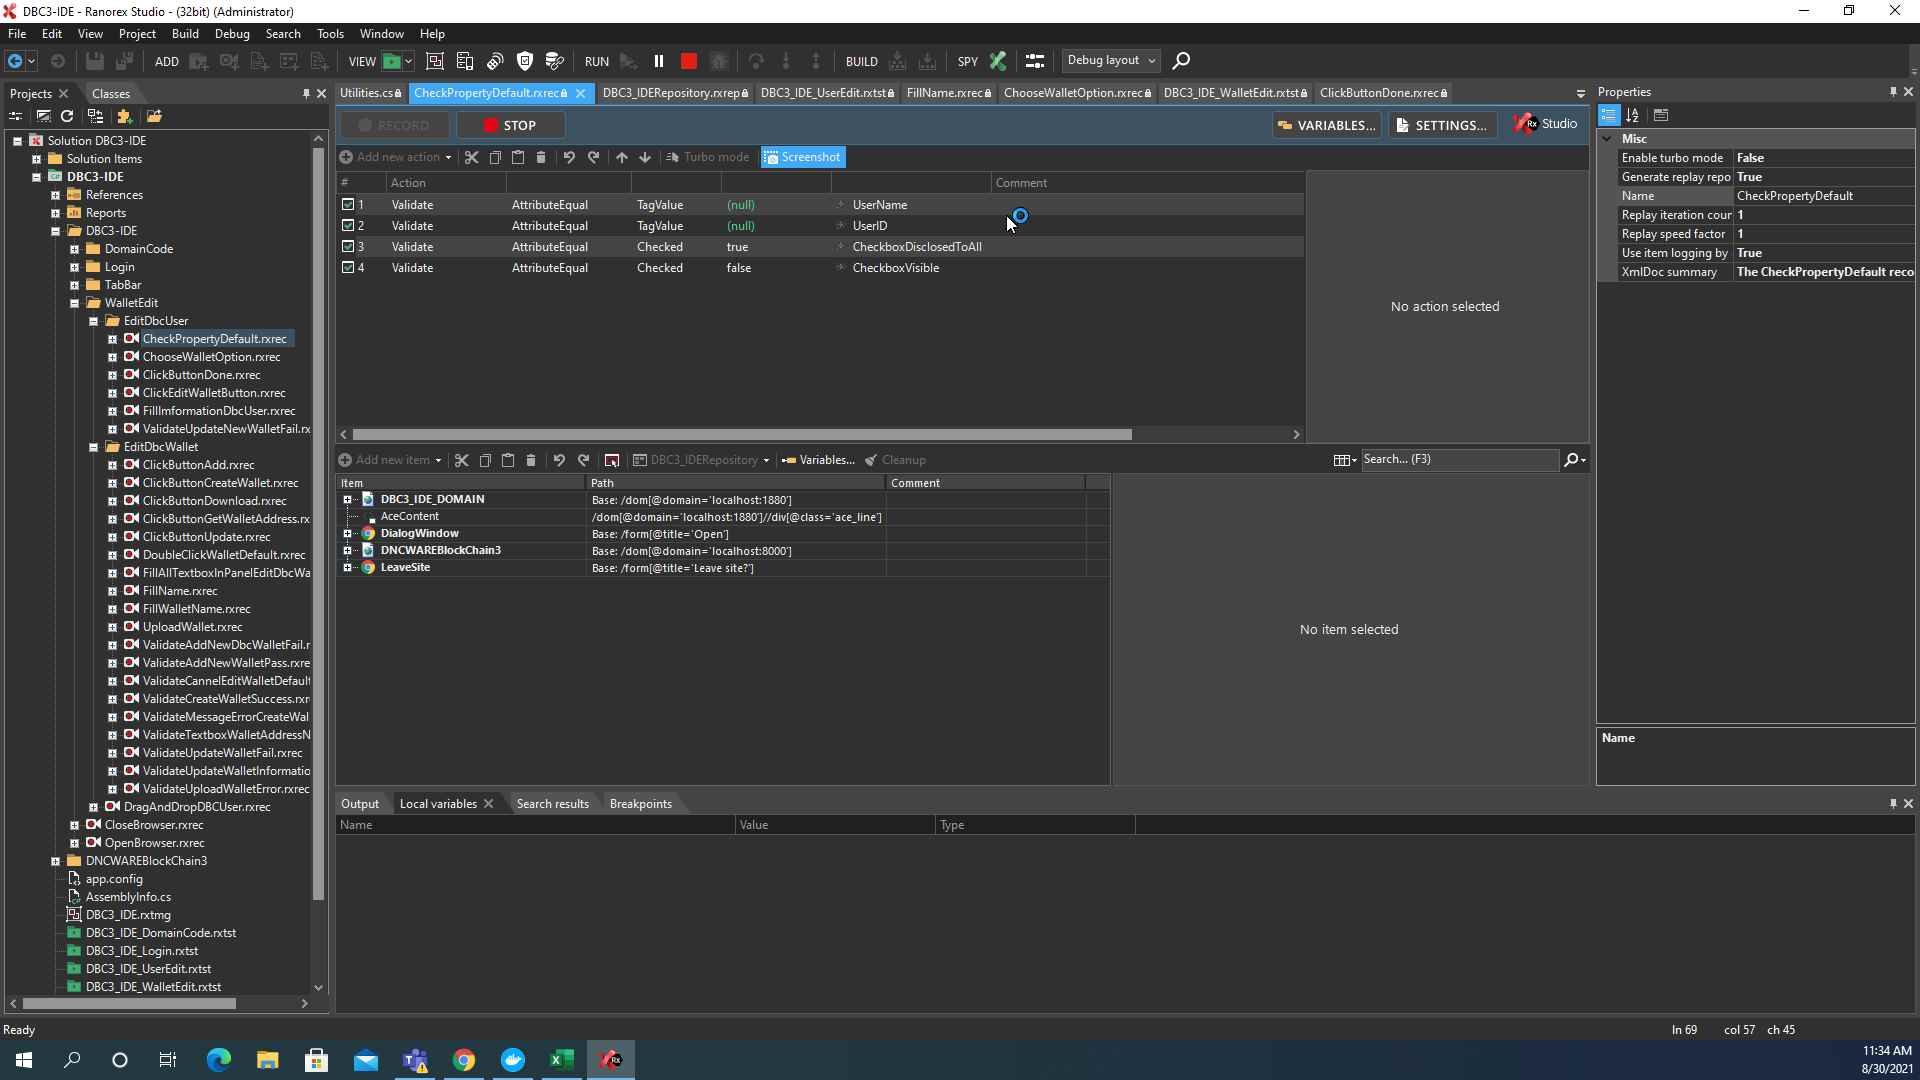 DBC3-IDE - Ranorex Studio - (32bit) (Administrator)
File Edit View Project Build Debug Search Tools Window Help
ADD VIEW RUN BUILD SPY Debug layout
Projects Classes
Utilities.cs CheckPropertyDefault.rxrec DBC3_IDERepository.rxrep DBC3_IDE_UserEdit.rxtst FillName.rxrec ChooseWalletOption.rxrec DBC3_IDE_WalletEdit.rxtst ClickButtonDone.rxrec
Properties
RECORD STOP VARIABLES... SETTINGS... Rx Studio
Add new action Turbo mode Screenshot
# Action Comment
1 Validate AttributeEqual TagValue (null) UserName
2 Validate AttributeEqual TagValue (null) UserID
3 Validate AttributeEqual Checked true CheckboxDisclosedToAll
4 Validate AttributeEqual Checked false CheckboxVisible
No action selected
Misc
Enable turbo mode False
Generate replay repo True
Name CheckPropertyDefault
Replay iteration cour 1
Replay speed factor 1
Use item logging by True
XmlDoc summary The CheckPropertyDefault reco
Name
Solution DBC3-IDE
Solution Items
DBC3-IDE
References
Reports
DBC3-IDE
DomainCode
Login
TabBar
WalletEdit
EditDbcUser
CheckPropertyDefault.rxrec
ChooseWalletOption.rxrec
ClickButtonDone.rxrec
ClickEditWalletButton.rxrec
FillImformationDbcUser.rxrec
ValidateUpdateNewWalletFail.rx
EditDbcWallet
ClickButtonAdd.rxrec
ClickButtonCreateWallet.rxrec
ClickButtonDownload.rxrec
ClickButtonGetWalletAddress.rx
ClickButtonUpdate.rxrec
DoubleClickWalletDefault.rxrec
FillAllTextboxInPanelEditDbcWa
FillName.rxrec
FillWalletName.rxrec
UploadWallet.rxrec
ValidateAddNewDbcWalletFail.r
ValidateAddNewWalletPass.rxre
ValidateCannelEditWalletDefault
ValidateCreateWalletSuccess.rxr
ValidateMessageErrorCreateWal
ValidateTextboxWalletAddressN
ValidateUpdateWalletFail.rxrec
ValidateUpdateWalletInformatio
ValidateUploadWalletError.rxrec
DragAndDropDBCUser.rxrec
CloseBrowser.rxrec
OpenBrowser.rxrec
DNCWAREBlockChain3
app.config
AssemblyInfo.cs
DBC3_IDE.rxtmg
DBC3_IDE_DomainCode.rxtst
DBC3_IDE_Login.rxtst
DBC3_IDE_UserEdit.rxtst
DBC3_IDE_WalletEdit.rxtst
Add new item DBC3_IDERepository Variables... Cleanup Search... (F3)
Item Path Comment
DBC3_IDE_DOMAIN Base: /dom[@domain='localhost:1880']
AceContent /dom[@domain='localhost:1880']//div[@class='ace_line']
DialogWindow Base: /form[@title='Open']
DNCWAREBlockChain3 Base: /dom[@domain='localhost:8000']
LeaveSite Base: /form[@title='Leave site?']
No item selected
Output Local variables Search results Breakpoints
Name Value Type
Ready ln 69 col 57 ch 45
11:34 AM
8/30/2021